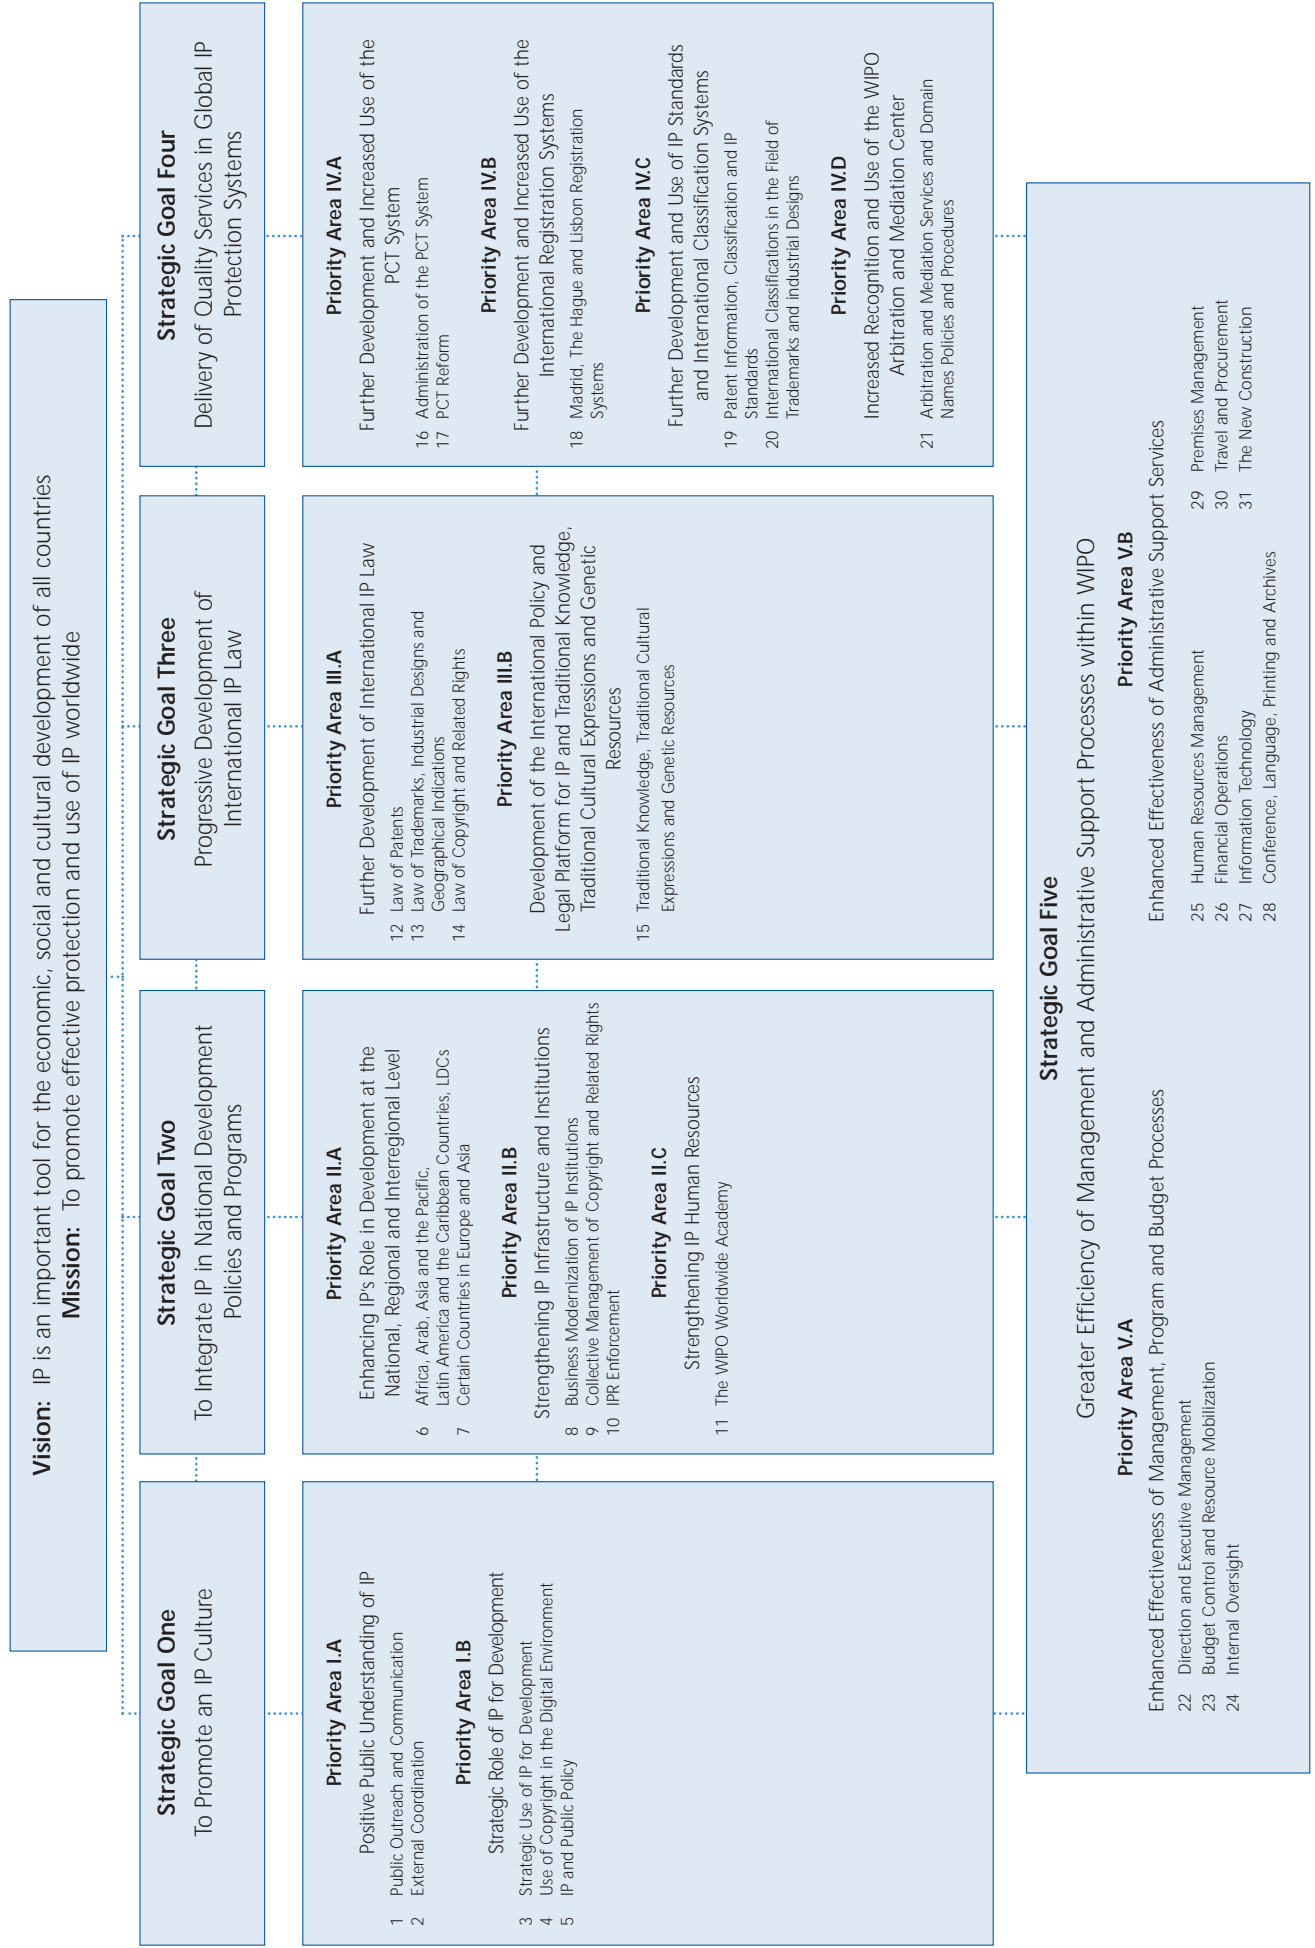 Vision: IP is an important tool for the economic, social and cultural development of all countries
Mission: To promote effective protection and use of IP worldwide
Strategic Goal One
To Promote an IP Culture
Priority Area I.A
Positive Public Understanding of IP
1 Public Outreach and Communication
2 External Coordination
Priority Area I.B
Strategic Role of IP for Development
3 Strategic Use of IP for Development
4 Use of Copyright in the Digital Environment
5 IP and Public Policy
Strategic Goal Two
To Integrate IP in National Development
Policies and Programs
Priority Area II.A
Enhancing IP's Role in Development at the
National, Regional and Interregional Level
6 Africa, Arab, Asia and the Pacific,
Latin America and the Caribbean Countries, LDCs
7 Certain Countries in Europe and Asia
Priority Area II.B
Strengthening IP Infrastructure and Institutions
8 Business Modernization of IP Institutions
9 Collective Management of Copyright and Related Rights
10 IPR Enforcement
Priority Area II.C
Strengthening IP Human Resources
11 The WIPO Worldwide Academy
Strategic Goal Three
Progressive Development of
International IP Law
Priority Area III.A
Further Development of International IP Law
12 Law of Patents
13 Law of Trademarks, Industrial Designs and
Geographical Indications
14 Law of Copyright and Related Rights
Priority Area III.B
Development of the International Policy and
Legal Platform for IP and Traditional Knowledge,
Traditional Cultural Expressions and Genetic
Resources
15 Traditional Knowledge, Traditional Cultural
Expressions and Genetic Resources
Strategic Goal Four
Delivery of Quality Services in Global IP
Protection Systems
Priority Area IV.A
Further Development and Increased Use of the
PCT System
16 Administration of the PCT System
17 PCT Reform
Priority Area IV.B
Further Development and Increased Use of the
International Registration Systems
18 Madrid, The Hague and Lisbon Registration
Systems
Priority Area IV.C
Further Development and Use of IP Standards
and International Classification Systems
19 Patent Information, Classification and IP
Standards
20 International Classifications in the Field of
Trademarks and industrial Designs
Priority Area IV.D
Increased Recognition and Use of the WIPO
Arbitration and Mediation Center
21 Arbitration and Mediation Services and Domain
Names Policies and Procedures
Strategic Goal Five
Greater Efficiency of Management and Administrative Support Processes within WIPO
Priority Area V.A
Enhanced Effectiveness of Management, Program and Budget Processes
22 Direction and Executive Management
23 Budget Control and Resource Mobilization
24 Internal Oversight
Priority Area V.B
Enhanced Effectiveness of Administrative Support Services
25 Human Resources Management
26 Financial Operations
27 Information Technology
28 Conference, Language, Printing and Archives
29 Premises Management
30 Travel and Procurement
31 The New Construction